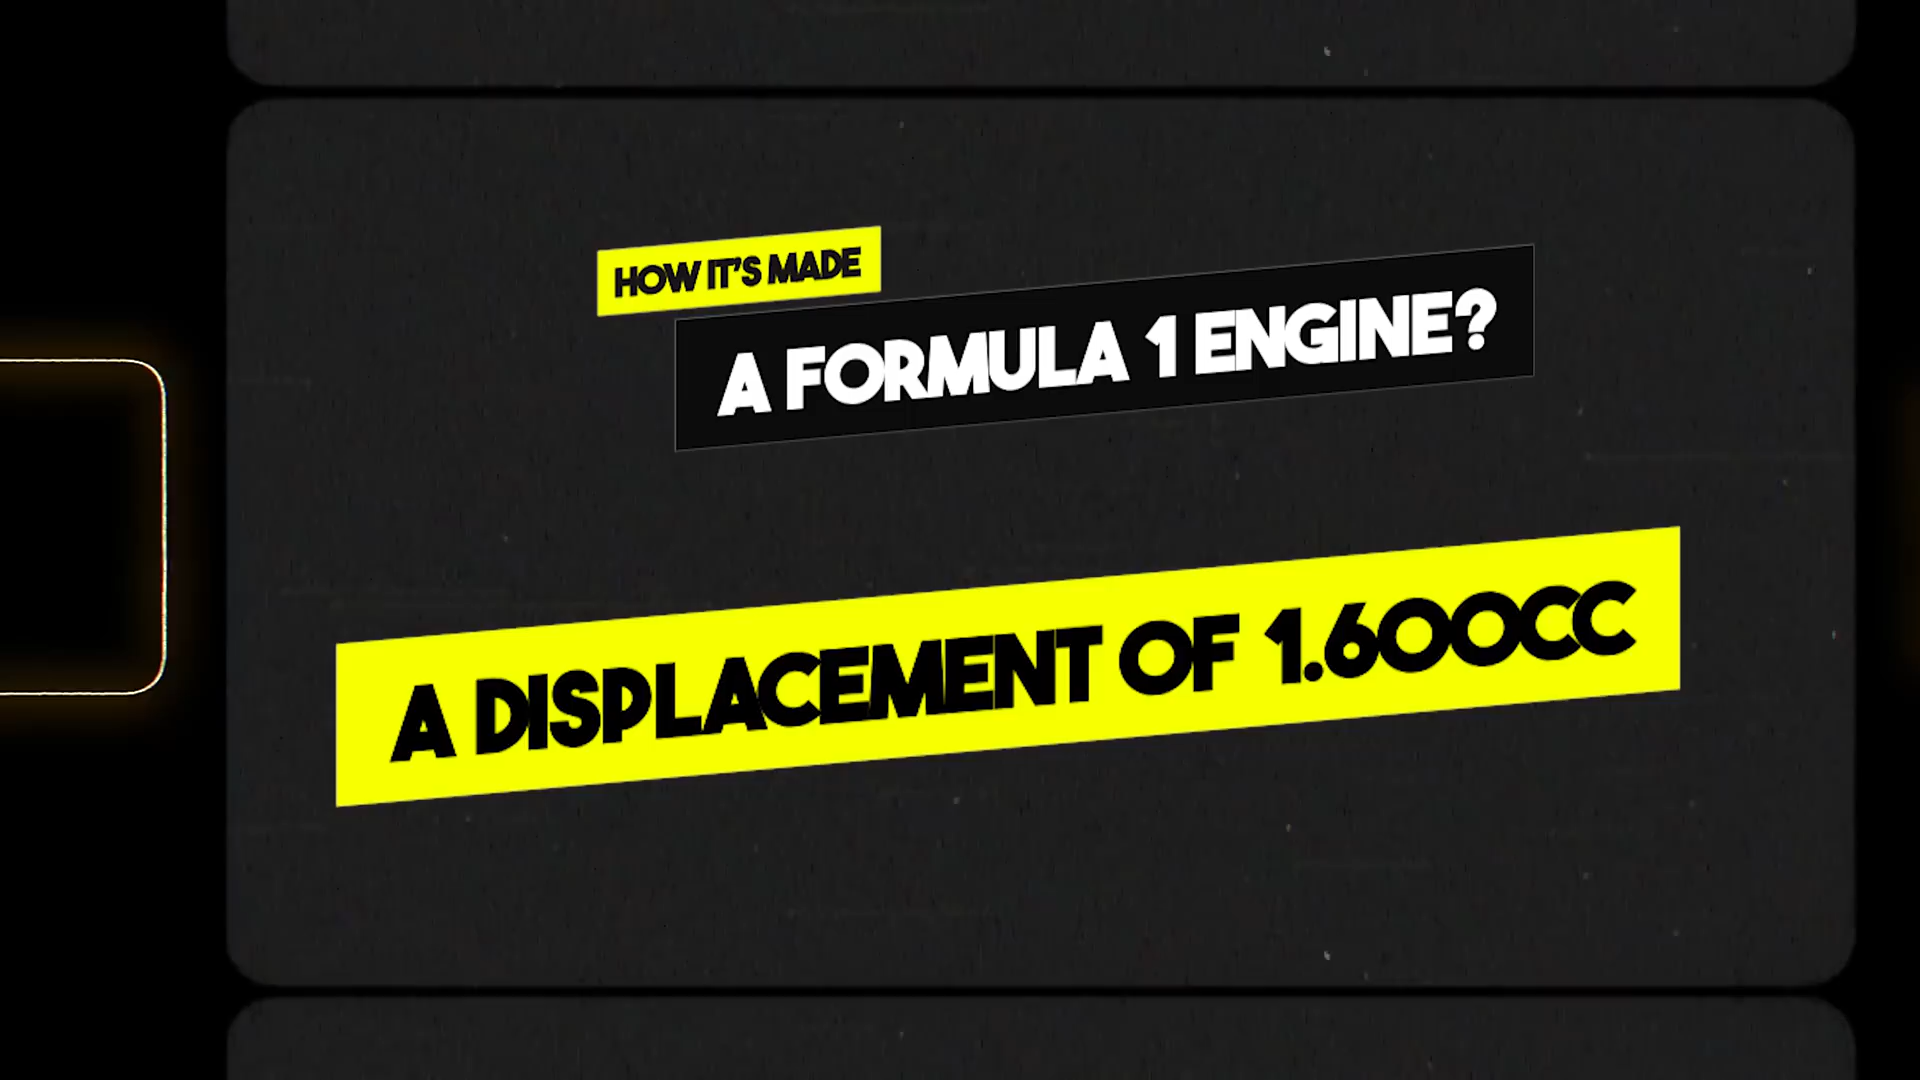 HOW IT'S MADE
A FORMULA 1 ENGINE?
A DISPLACEMENT OF 1.600CC